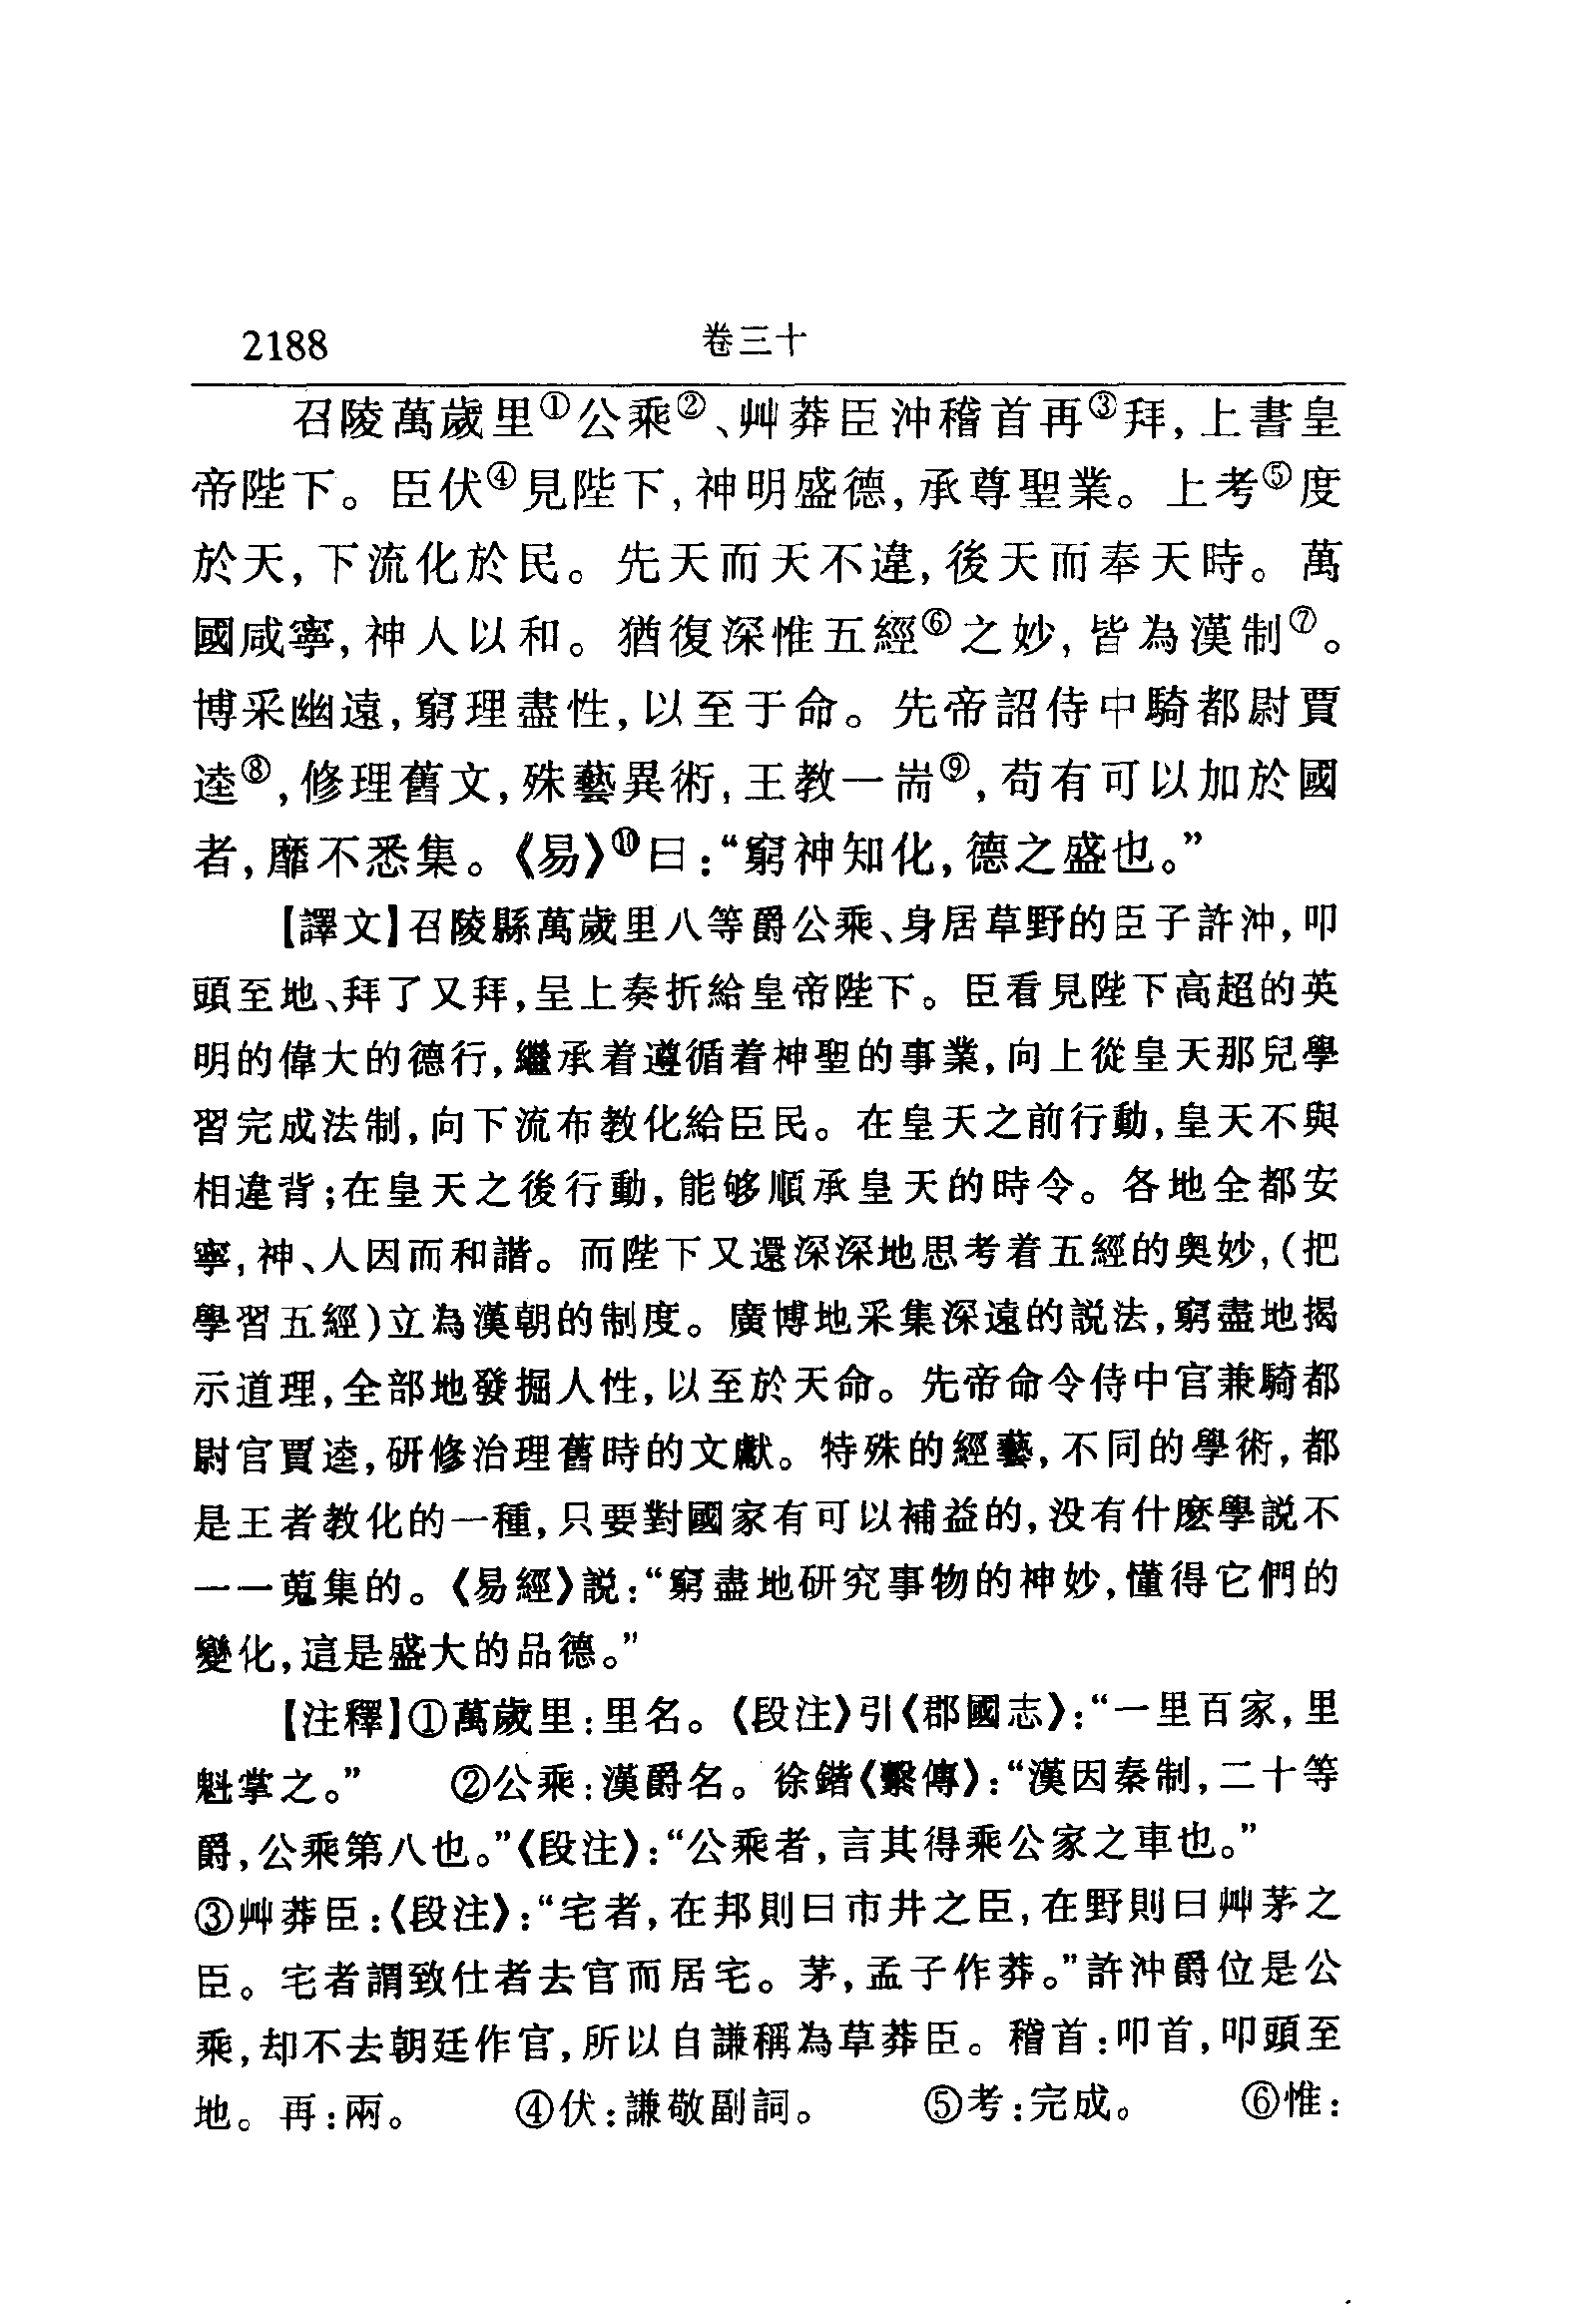 2188 卷三十
召陵萬歲里①公乘②、艸莽臣沖稽首再③拜,上書皇
帝陛下。臣伏④見陛下,神明盛德,承尊聖業。上考⑤度
於天,下流化於民。先天而天不違,後天而奉天時。萬
國咸寧,神人以和。猶復深惟五經⑥之妙,皆為漢制⑦。
博采幽遠,窮理盡性,以至于命。先帝詔侍中騎都尉賈
逵⑧,修理舊文,殊藝異術,王教一耑⑨,苟有可以加於國
者,靡不悉集。《易》⑩曰:“窮神知化,德之盛也。”
【譯文】召陵縣萬歲里八等爵公乘、身居草野的臣子許沖,叩
頭至地、拜了又拜,呈上奏折給皇帝陛下。臣看見陛下高超的英
明的偉大的德行,繼承着遵循着神聖的事業,向上從皇天那兒學
習完成法制,向下流布教化給臣民。在皇天之前行動,皇天不與
相違背;在皇天之後行動,能够順承皇天的時令。各地全都安
寧,神、人因而和諧。而陛下又還深深地思考着五經的奥妙,(把
學習五經)立為漢朝的制度。廣博地采集深遠的説法,窮盡地揭
示道理,全部地發掘人性,以至於天命。先帝命令侍中官兼騎都
尉官賈逵,研修治理舊時的文獻。特殊的經藝,不同的學術,都
是王者教化的一種,只要對國家有可以補益的,没有什麽學説不
一一蒐集的。《易經》説:“窮盡地研究事物的神妙,懂得它們的
變化,這是盛大的品德。”
【注釋】①萬歲里:里名。《段注》引《郡國志》:“一里百家,里
魁掌之。” ②公乘:漢爵名。徐鍇《繫傳》:“漢因秦制,二十等
爵,公乘第八也。”《段注》:“公乘者,言其得乘公家之車也。”
③艸莽臣:《段注》:“宅者,在邦則曰市井之臣,在野則曰艸茅之
臣。宅者謂致仕者去官而居宅。茅,孟子作莽。”許沖爵位是公
乘,却不去朝廷作官,所以自謙稱為草莽臣。稽首:叩首,叩頭至
地。再:兩。 ④伏:謙敬副詞。 ⑤考:完成。 ⑥惟: